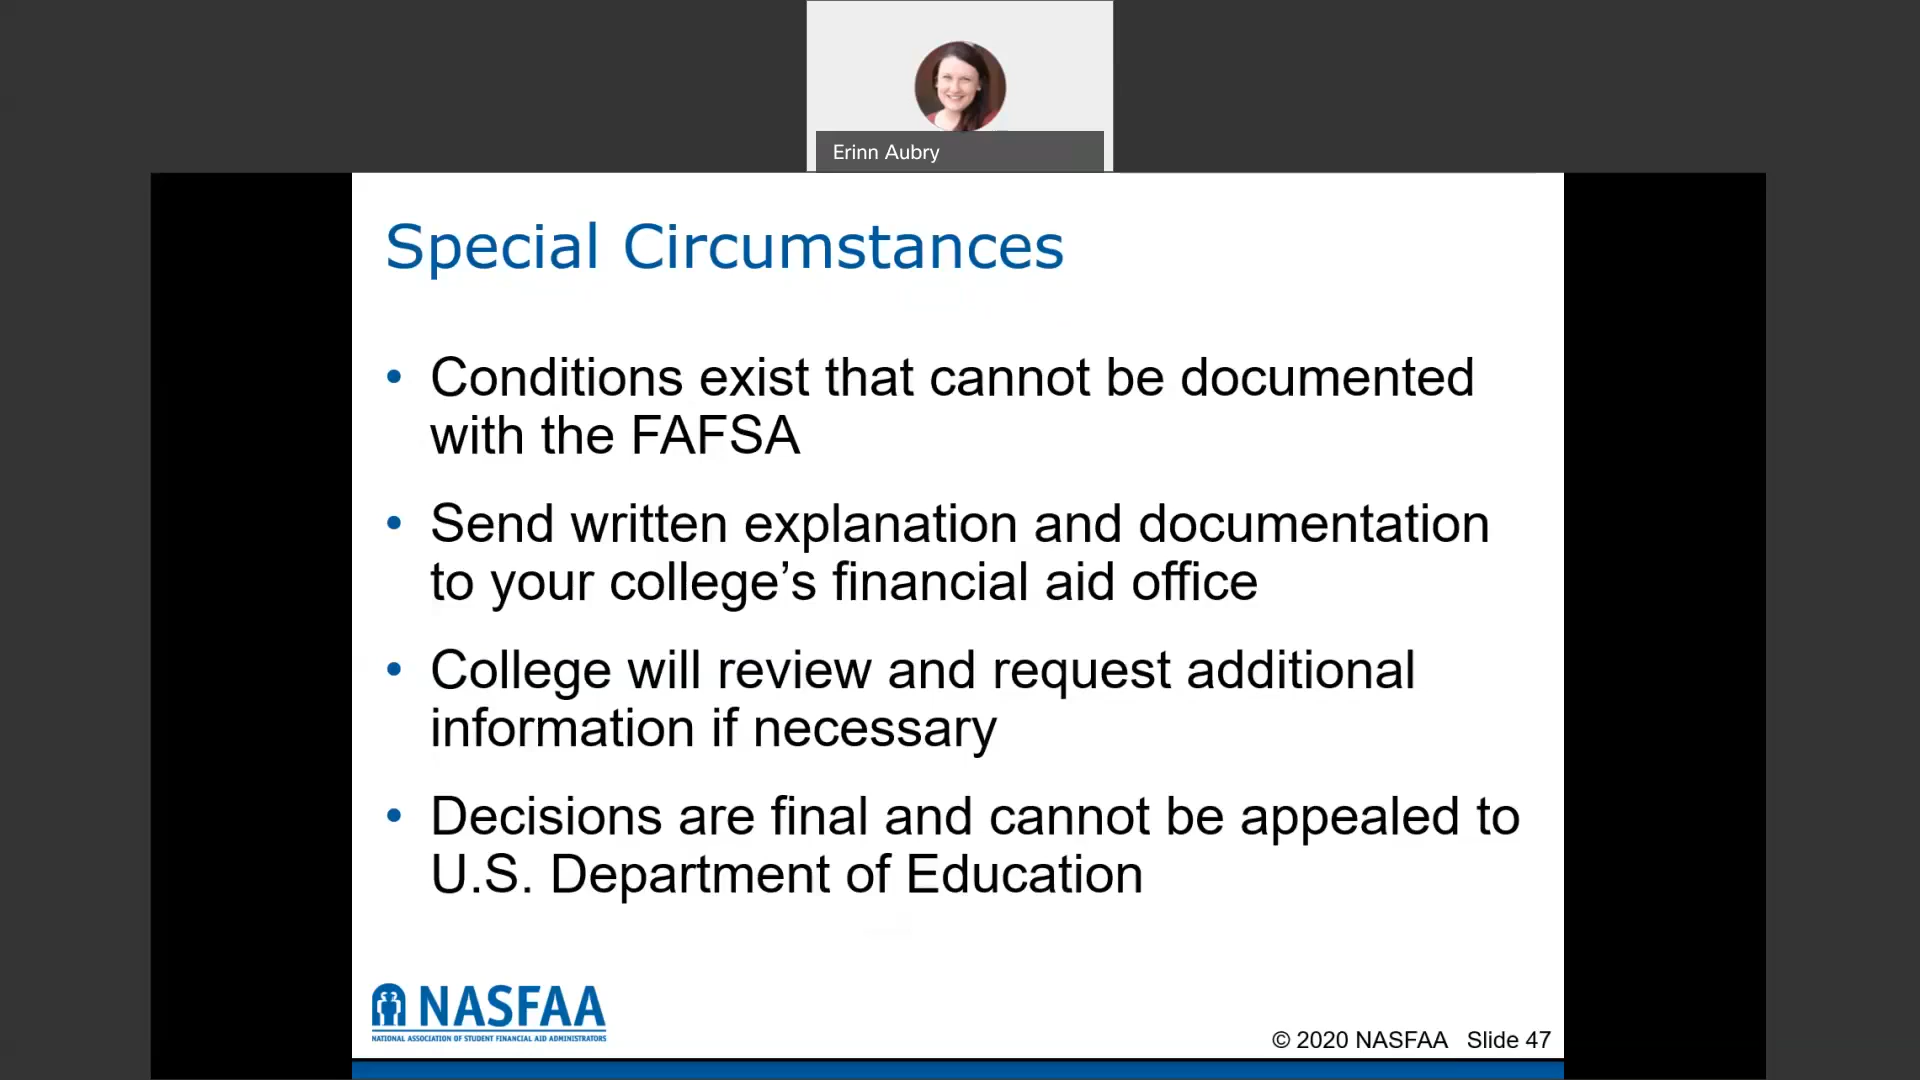 Erinn Aubry
Special Circumstances
• Conditions exist that cannot be documented
with the FAFSA
• Send written explanation and documentation
to your college’s financial aid office
• College will review and request additional
information if necessary
• Decisions are final and cannot be appealed to
U.S. Department of Education
NASFAA
NATIONAL ASSOCIATION OF STUDENT FINANCIAL AID ADMINISTRATORS
© 2020 NASFAA Slide 47